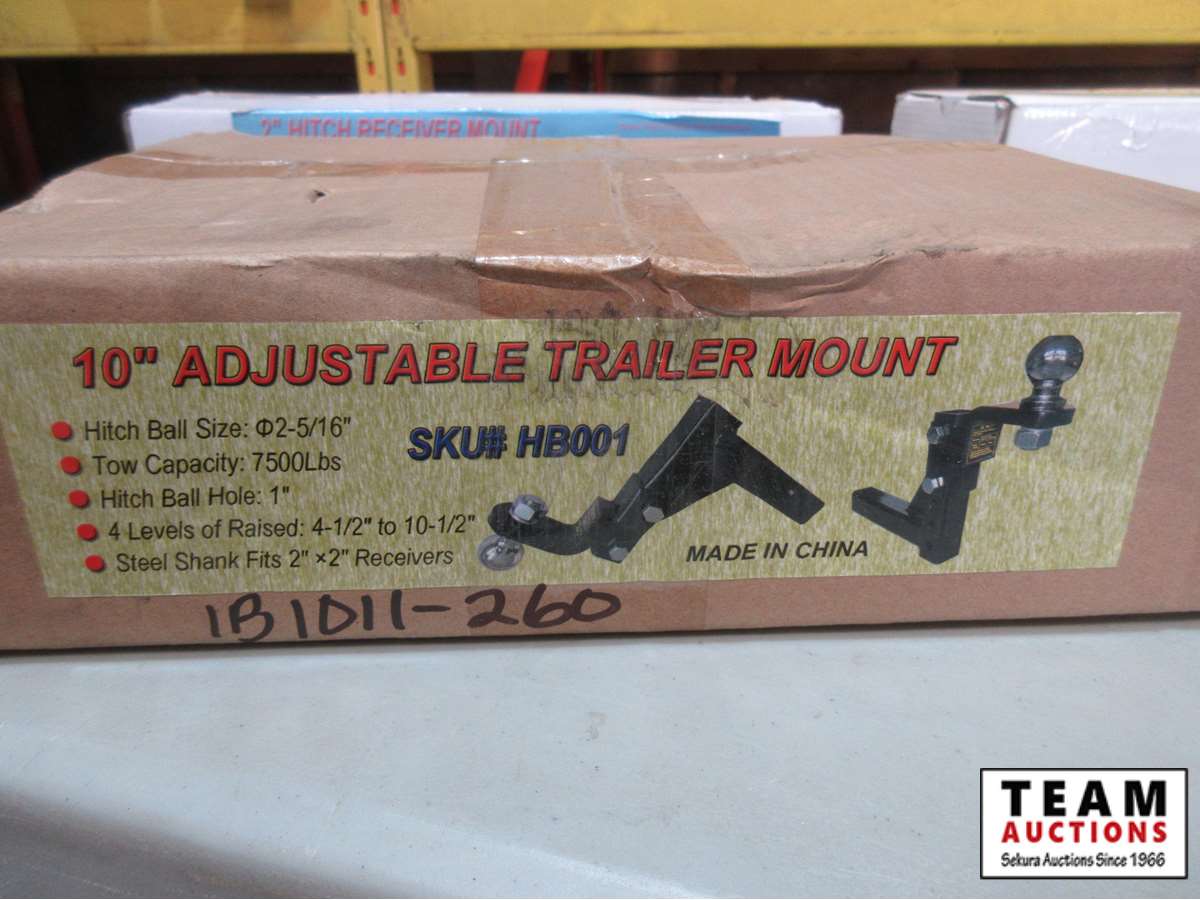 2" HITCH RECEIVER MOUNT
10" ADJUSTABLE TRAILER MOUNT
Hitch Ball Size: Φ2-5/16"
SKU# HB001
Tow Capacity: 7500Lbs
Hitch Ball Hole: 1"
4 Levels of Raised: 4-1/2" to 10-1/2"
Steel Shank Fits 2" ×2" Receivers
MADE IN CHINA
1B1011-260
TEAM
AUCTIONS
Sekura Auctions Since 1966